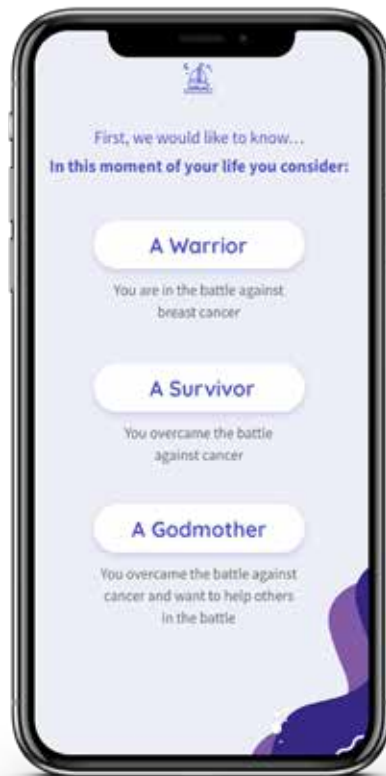 First, we would like to know...
In this moment of your life you consider:
A Warrior
You are in the battle against
breast cancer
A Survivor
You overcame the battle
against cancer
A Godmother
You overcame the battle against
cancer and want to help others
in the battle